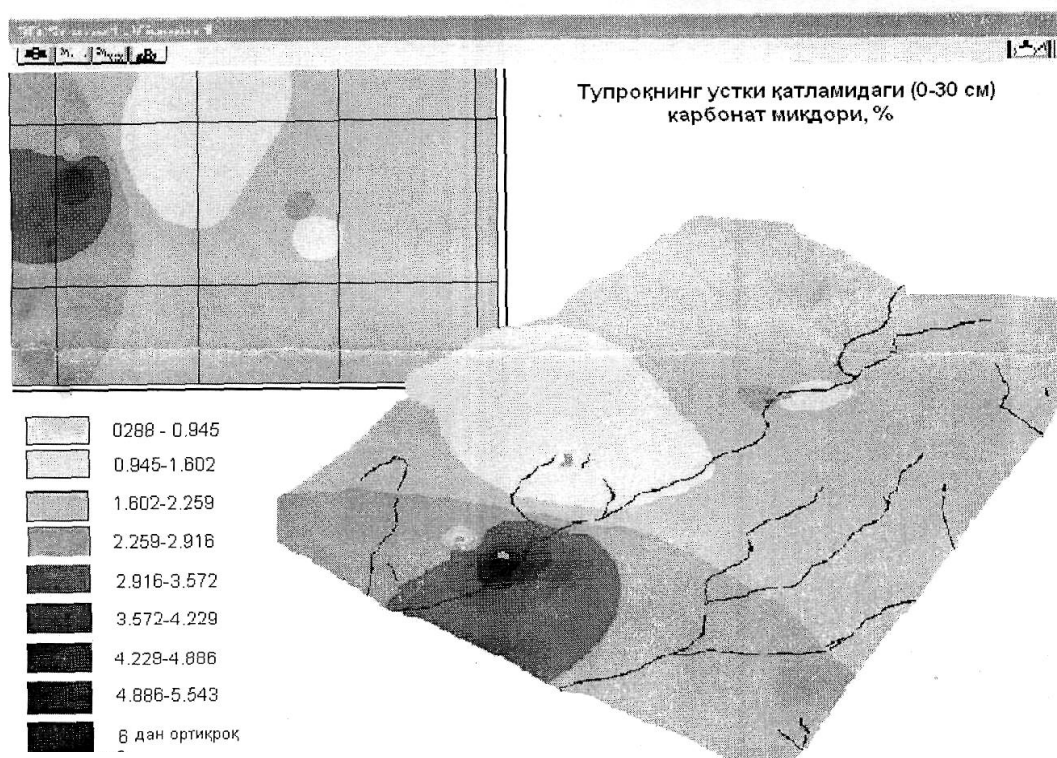 Тупроқнинг устки қатламидаги (0-30 см)
карбонат миқдори, %
0288 - 0.945
0.945-1.602
1.602-2.259
2.259-2.916
2.916-3.572
3.572-4.229
4.229-4.886
4.886-5.543
6 дан ортиқроқ